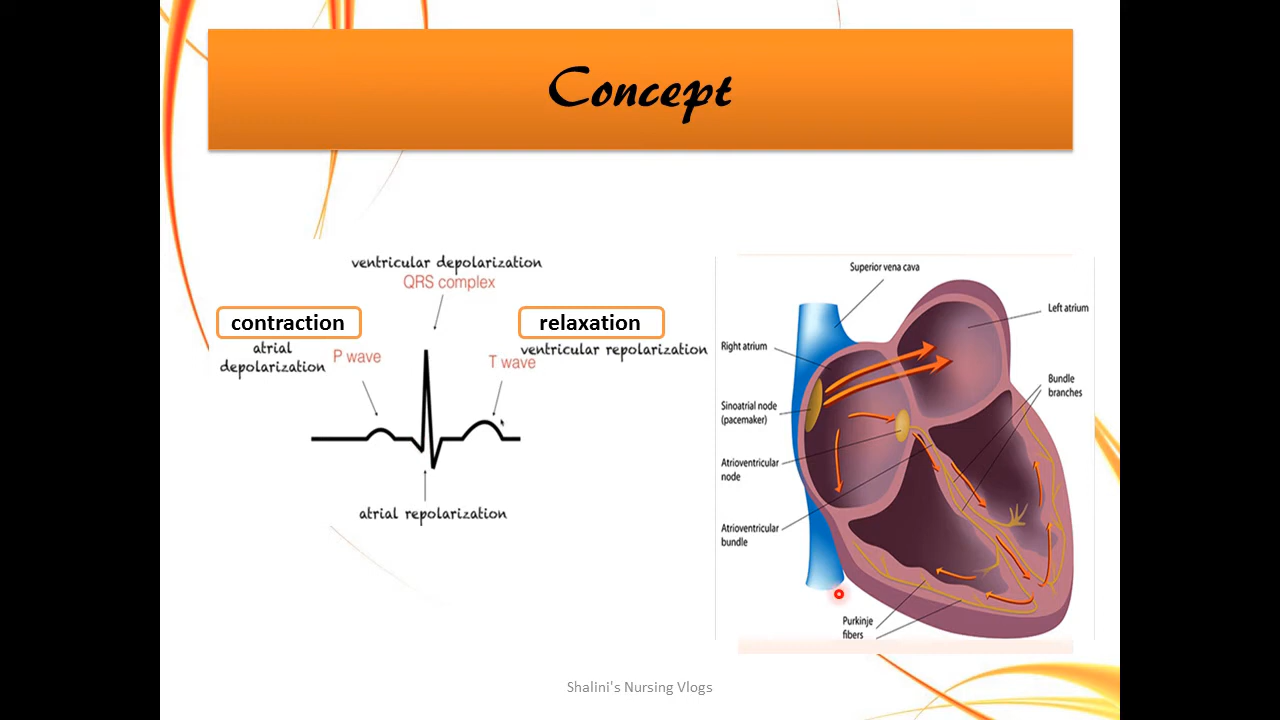 Concept
ventricular depolarization
QRS complex
contraction
relaxation
atrial
depolarization
P wave
ventricular repolarization
T wave
atrial repolarization
Superior vena cava
Left atrium
Right atrium
Bundle
branches
Sinoatrial node
(pacemaker)
Atrioventricular
node
Atrioventricular
bundle
Purkinje
fibers
Shalini's Nursing Vlogs